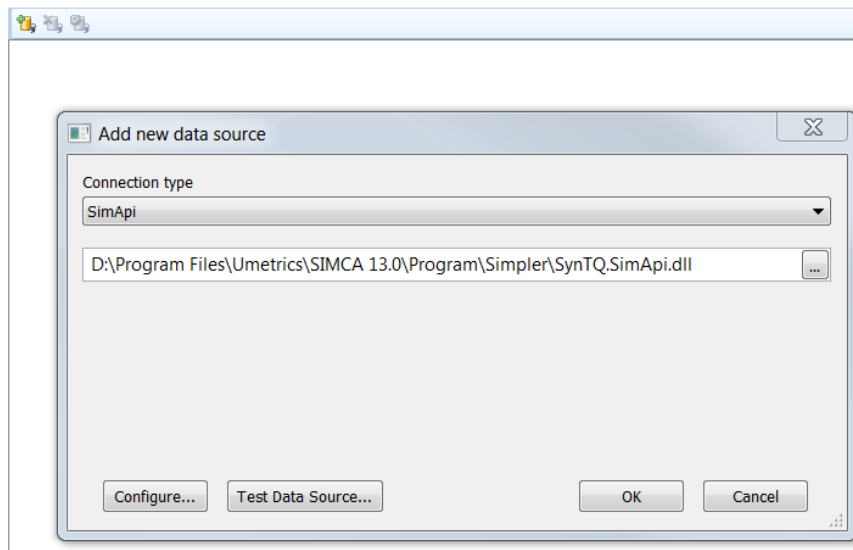 Add new data source
Connection type
SimApi
D:\Program Files\Umetrics\SIMCA 13.0\Program\Simpler\SynTQ.SimApi.dll
...
Configure... Test Data Source... OK Cancel